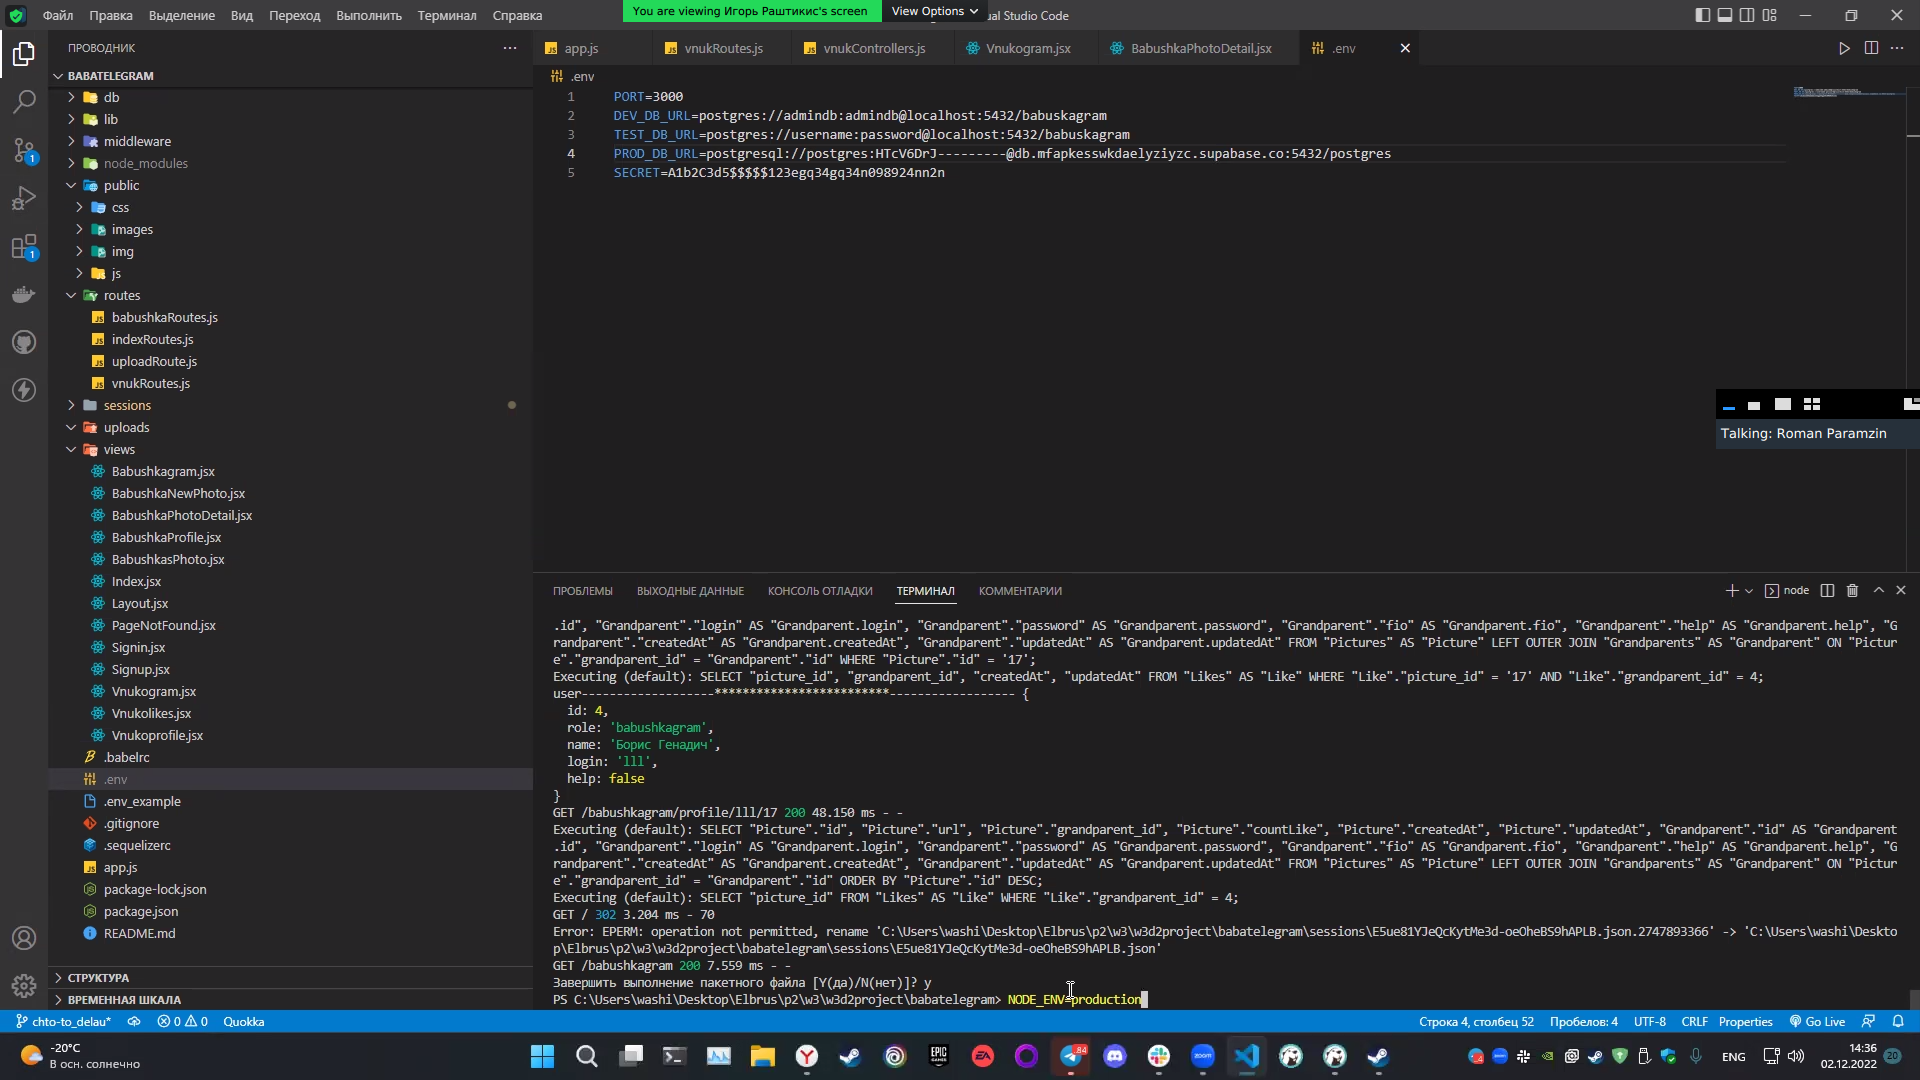 Файл Правка Выделение Вид Переход Выполнить Терминал Справка
You are viewing Игорь Раштикис's screen View Options
ual Studio Code
ПРОВОДНИК
app.js vnukRoutes.js vnukControllers.js Vnukogram.jsx BabushkaPhotoDetail.jsx .env
BABATELEGRAM
db
lib
middleware
node_modules
public
css
images
img
js
routes
babushkaRoutes.js
indexRoutes.js
uploadRoute.js
vnukRoutes.js
sessions
uploads
views
Babushkagram.jsx
BabushkaNewPhoto.jsx
BabushkaPhotoDetail.jsx
BabushkaProfile.jsx
BabushkasPhoto.jsx
Index.jsx
Layout.jsx
PageNotFound.jsx
Signin.jsx
Signup.jsx
Vnukogram.jsx
Vnukolikes.jsx
Vnukoprofile.jsx
.babelrc
.env
.env_example
.gitignore
.sequelizerc
app.js
package-lock.json
package.json
README.md
СТРУКТУРА
ВРЕМЕННАЯ ШКАЛА
.env
1 PORT=3000
2 DEV_DB_URL=postgres://admindb:admindb@localhost:5432/babuskagram
3 TEST_DB_URL=postgres://username:password@localhost:5432/babuskagram
4 PROD_DB_URL=postgresql://postgres:HTcV6DrJ---------@db.mfapkesswkdaelyziyzc.supabase.co:5432/postgres
5 SECRET=A1b2C3d5$$$$$123egq34gq34n098924nn2n
Talking: Roman Paramzin
ПРОБЛЕМЫ ВЫХОДНЫЕ ДАННЫЕ КОНСОЛЬ ОТЛАДКИ ТЕРМИНАЛ КОММЕНТАРИИ
node
.id", "Grandparent"."login" AS "Grandparent.login", "Grandparent"."password" AS "Grandparent.password", "Grandparent"."fio" AS "Grandparent.fio", "Grandparent"."help" AS "Grandparent.help", "G
randparent"."createdAt" AS "Grandparent.createdAt", "Grandparent"."updatedAt" AS "Grandparent.updatedAt" FROM "Pictures" AS "Picture" LEFT OUTER JOIN "Grandparents" AS "Grandparent" ON "Pictur
e"."grandparent_id" = "Grandparent"."id" WHERE "Picture"."id" = '17';
Executing (default): SELECT "picture_id", "grandparent_id", "createdAt", "updatedAt" FROM "Likes" AS "Like" WHERE "Like"."picture_id" = '17' AND "Like"."grandparent_id" = 4;
user-------------------*************************------------------ {
id: 4,
role: 'babushkagram',
name: 'Борис Генадич',
login: 'lll',
help: false
}
GET /babushkagram/profile/lll/17 200 48.150 ms - -
Executing (default): SELECT "Picture"."id", "Picture"."url", "Picture"."grandparent_id", "Picture"."countLike", "Picture"."createdAt", "Picture"."updatedAt", "Grandparent"."id" AS "Grandparent
.id", "Grandparent"."login" AS "Grandparent.login", "Grandparent"."password" AS "Grandparent.password", "Grandparent"."fio" AS "Grandparent.fio", "Grandparent"."help" AS "Grandparent.help", "G
randparent"."createdAt" AS "Grandparent.createdAt", "Grandparent"."updatedAt" AS "Grandparent.updatedAt" FROM "Pictures" AS "Picture" LEFT OUTER JOIN "Grandparents" AS "Grandparent" ON "Pictur
e"."grandparent_id" = "Grandparent"."id" ORDER BY "Picture"."id" DESC;
Executing (default): SELECT "picture_id" FROM "Likes" AS "Like" WHERE "Like"."grandparent_id" = 4;
GET / 302 3.204 ms - 70
Error: EPERM: operation not permitted, rename 'C:\Users\washi\Desktop\Elbrus\p2\w3\w3d2project\babatelegram\sessions\E5ue81YJeQcKytMe3d-oeOheBS9hAPLB.json.2747893366' -> 'C:\Users\washi\Deskto
p\Elbrus\p2\w3\w3d2project\babatelegram\sessions\E5ue81YJeQcKytMe3d-oeOheBS9hAPLB.json'
GET /babushkagram 200 7.559 ms - -
Завершить выполнение пакетного файла [Y(да)/N(нет)]? y
PS C:\Users\washi\Desktop\Elbrus\p2\w3\w3d2project\babatelegram> NODE_ENV=production
chto-to_delau* 0 0 Quokka
Строка 4, столбец 52 Пробелов: 4 UTF-8 CRLF Properties Go Live
-20°C
В осн. солнечно
ENG
14:36
02.12.2022
20